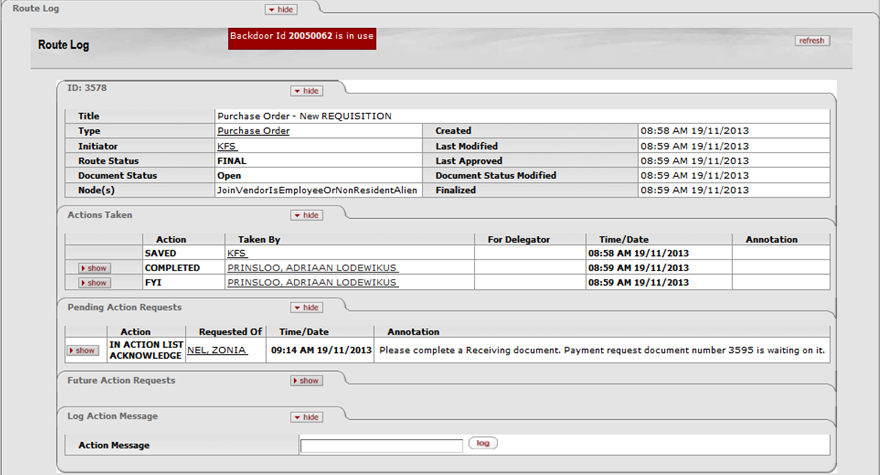 Route Log hide
Backdoor Id 20050062 is in use
Route Log refresh
ID: 3578 hide
Title Purchase Order - New REQUISITION
Type Purchase Order Created 08:58 AM 19/11/2013
Initiator KFS Last Modified 08:59 AM 19/11/2013
Route Status FINAL Last Approved 08:59 AM 19/11/2013
Document Status Open Document Status Modified 08:59 AM 19/11/2013
Node(s) JoinVendorIsEmployeeOrNonResidentAlien Finalized 08:59 AM 19/11/2013
Actions Taken hide
Action Taken By For Delegator Time/Date Annotation
SAVED KFS 08:58 AM 19/11/2013
show COMPLETED PRINSLOO, ADRIAAN LODEWIKUS 08:59 AM 19/11/2013
show FYI PRINSLOO, ADRIAAN LODEWIKUS 08:59 AM 19/11/2013
Pending Action Requests hide
Action Requested Of Time/Date Annotation
show IN ACTION LIST
ACKNOWLEDGE NEL, ZONIA 09:14 AM 19/11/2013 Please complete a Receiving document. Payment request document number 3595 is waiting on it.
Future Action Requests show
Log Action Message hide
Action Message log